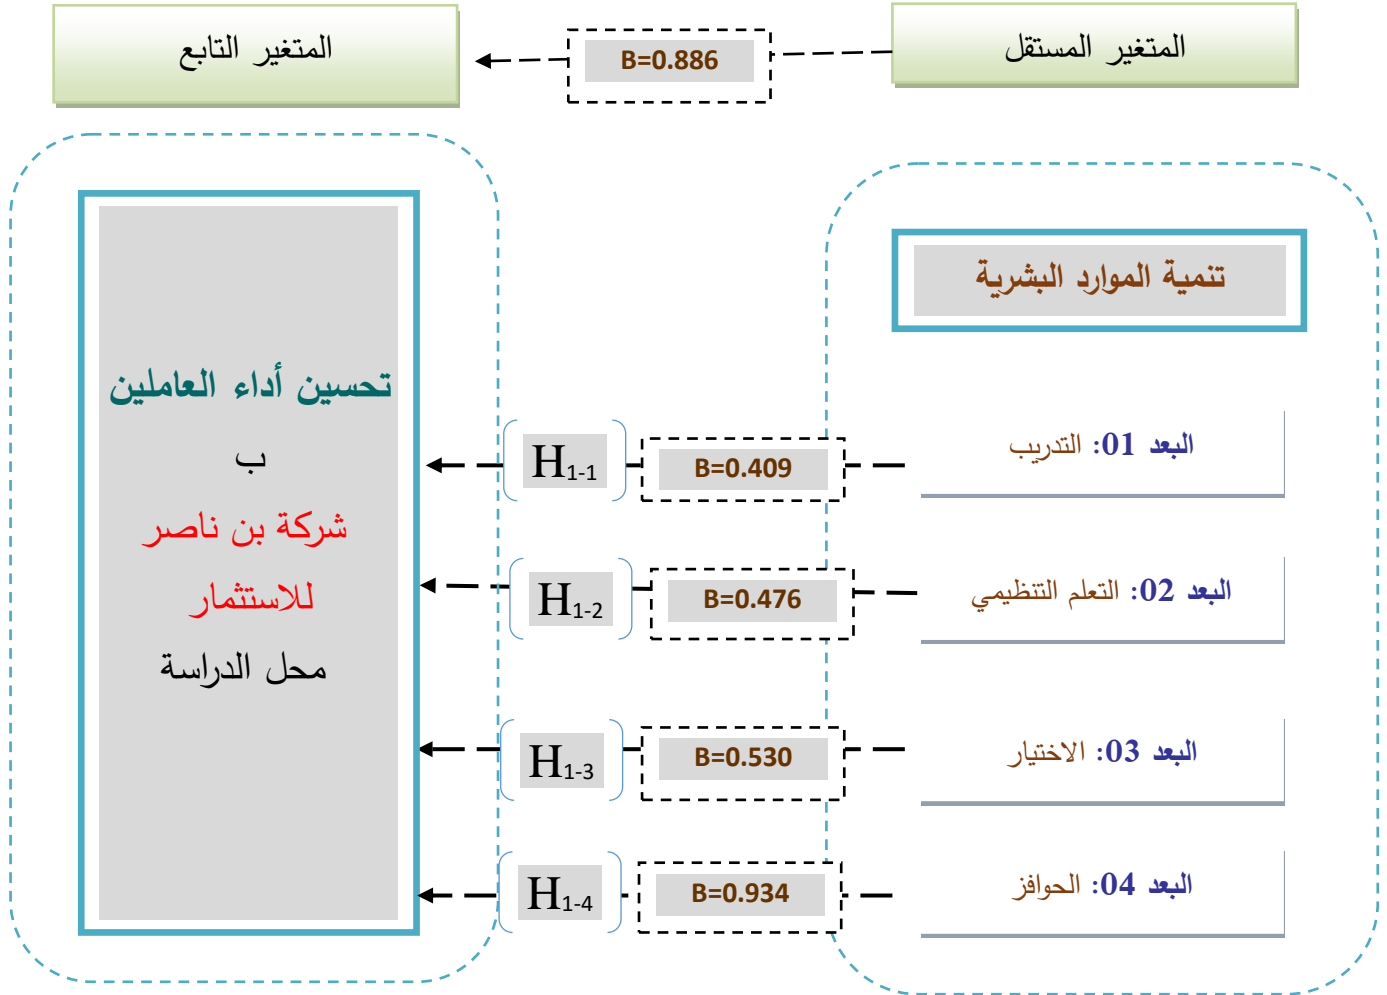 المتغير المستقل
B=0.886
المتغير التابع
تنمية الموارد البشرية
البعد 01: التدريب
B=0.409
H1-1
البعد 02: التعلم التنظيمي
B=0.476
H1-2
البعد 03: الاختيار
B=0.530
H1-3
البعد 04: الحوافز
B=0.934
H1-4
تحسين أداء العاملين
ب
شركة بن ناصر
للاستثمار
محل الدراسة